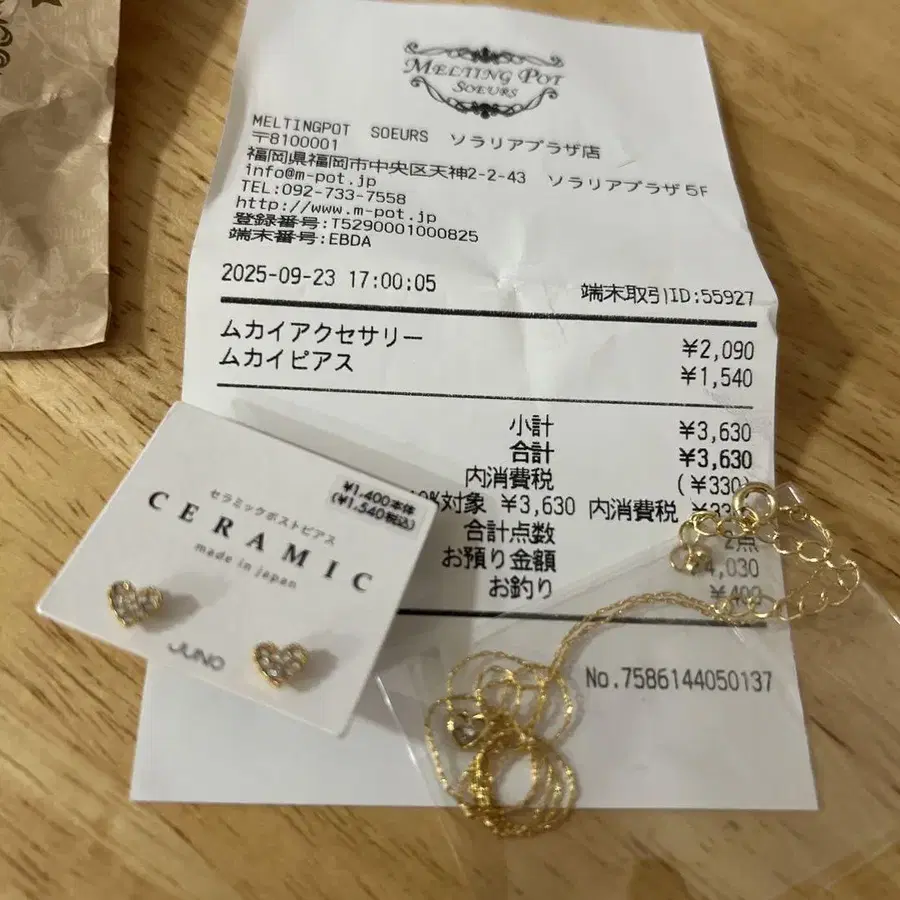 MELTING POT
SOEURS
MELTINGPOT SOEURS ソラリアプラザ店
〒8100001
福岡県福岡市中央区天神2-2-43 ソラリアプラザ5F
info@m-pot.jp
TEL:092-733-7558
http://www.m-pot.jp
登録番号:T5290001000825
端末番号:EBDA
2025-09-23 17:00:05 端末取引ID:55927
ムカイアクセサリー ¥2,090
ムカイピアス ¥1,540
小計 ¥3,630
合計 ¥3,630
内消費税 (¥330)
対象 ¥3,630 内消費税
合計点数 2点
お預り金額 ¥4,030
お釣り ¥400
No.7586144050137
¥1,400本体
(¥1,540税込)
セラミックポストピアス
CERAMIC
made in japan
JUNO